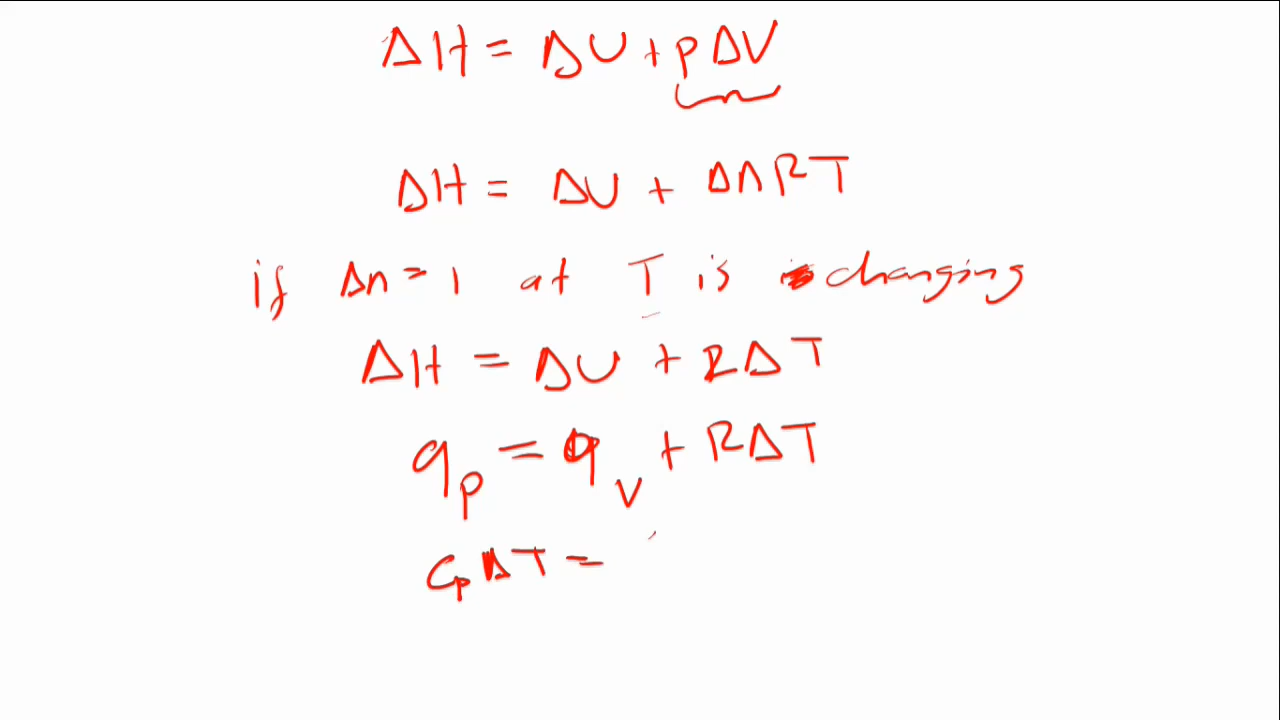 ΔH = ΔU + PΔV
ΔH = ΔU + ΔnRT
if Δn = 1 at T is changing
ΔH = ΔU + RΔT
qₚ = qᵥ + RΔT
CₚΔT =